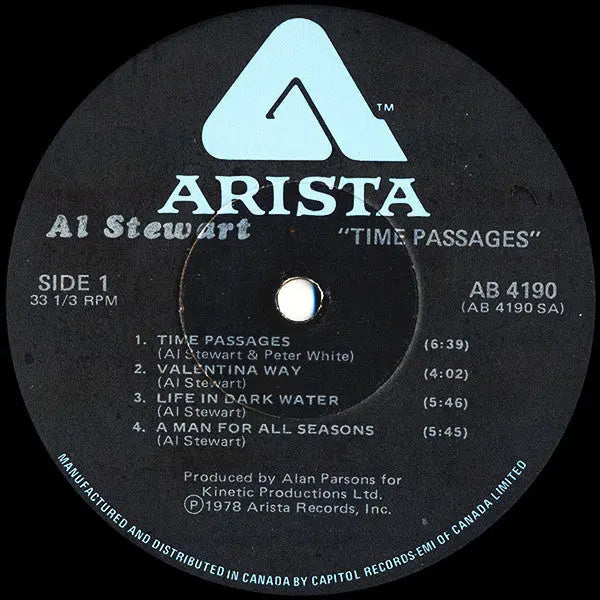 TM
ARISTA
Al Stewart "TIME PASSAGES"
SIDE 1 AB 4190
33 1/3 RPM (AB 4190 SA)
1. TIME PASSAGES (6:39)
(Al Stewart & Peter White)
2. VALENTINA WAY (4:02)
(Al Stewart)
3. LIFE IN DARK WATER (5:46)
(Al Stewart)
4. A MAN FOR ALL SEASONS (5:45)
(Al Stewart)
Produced by Alan Parsons for
Kinetic Productions Ltd.
Ⓟ1978 Arista Records, Inc.
MANUFACTURED AND DISTRIBUTED IN CANADA BY CAPITOL RECORDS EMI OF CANADA LIMITED